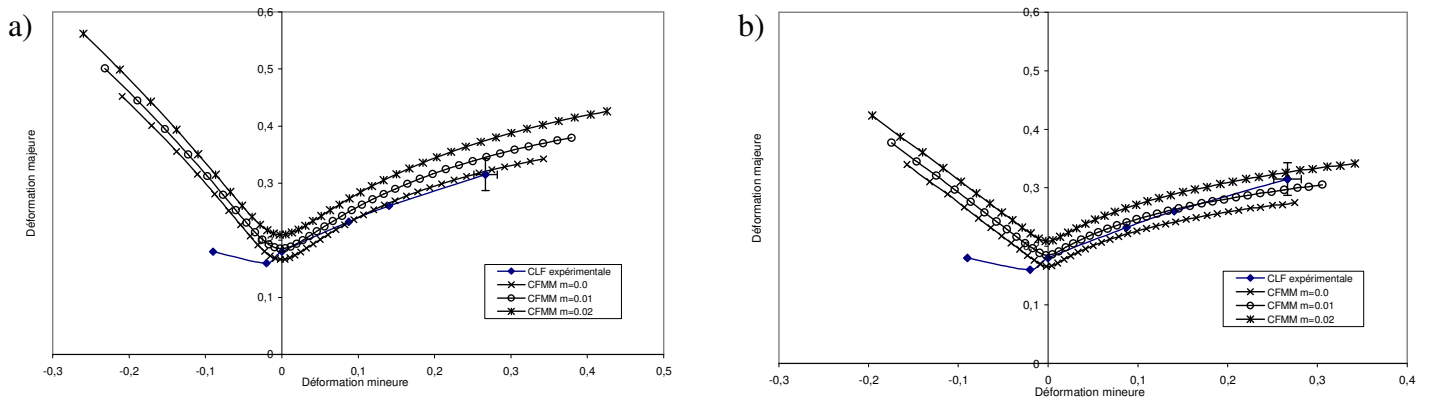 a)
0,6
0,5
0,4
0,3
0,1
0
-0,3
-0,2
-0,1
0
0,1
0,2
0,3
0,4
0,5
Déformation mineure
Déformation majeure
CLF expérimentale
CFMM m=0.0
CFMM m=0.01
CFMM m=0.02
b)
0,6
0,5
0,4
0,3
0,1
0
-0,3
-0,2
-0,1
0
0,1
0,2
0,3
0,4
Déformation mineure
Déformation majeure
CLF expérimentale
CFMM m=0.0
CFMM m=0.01
CFMM m=0.02